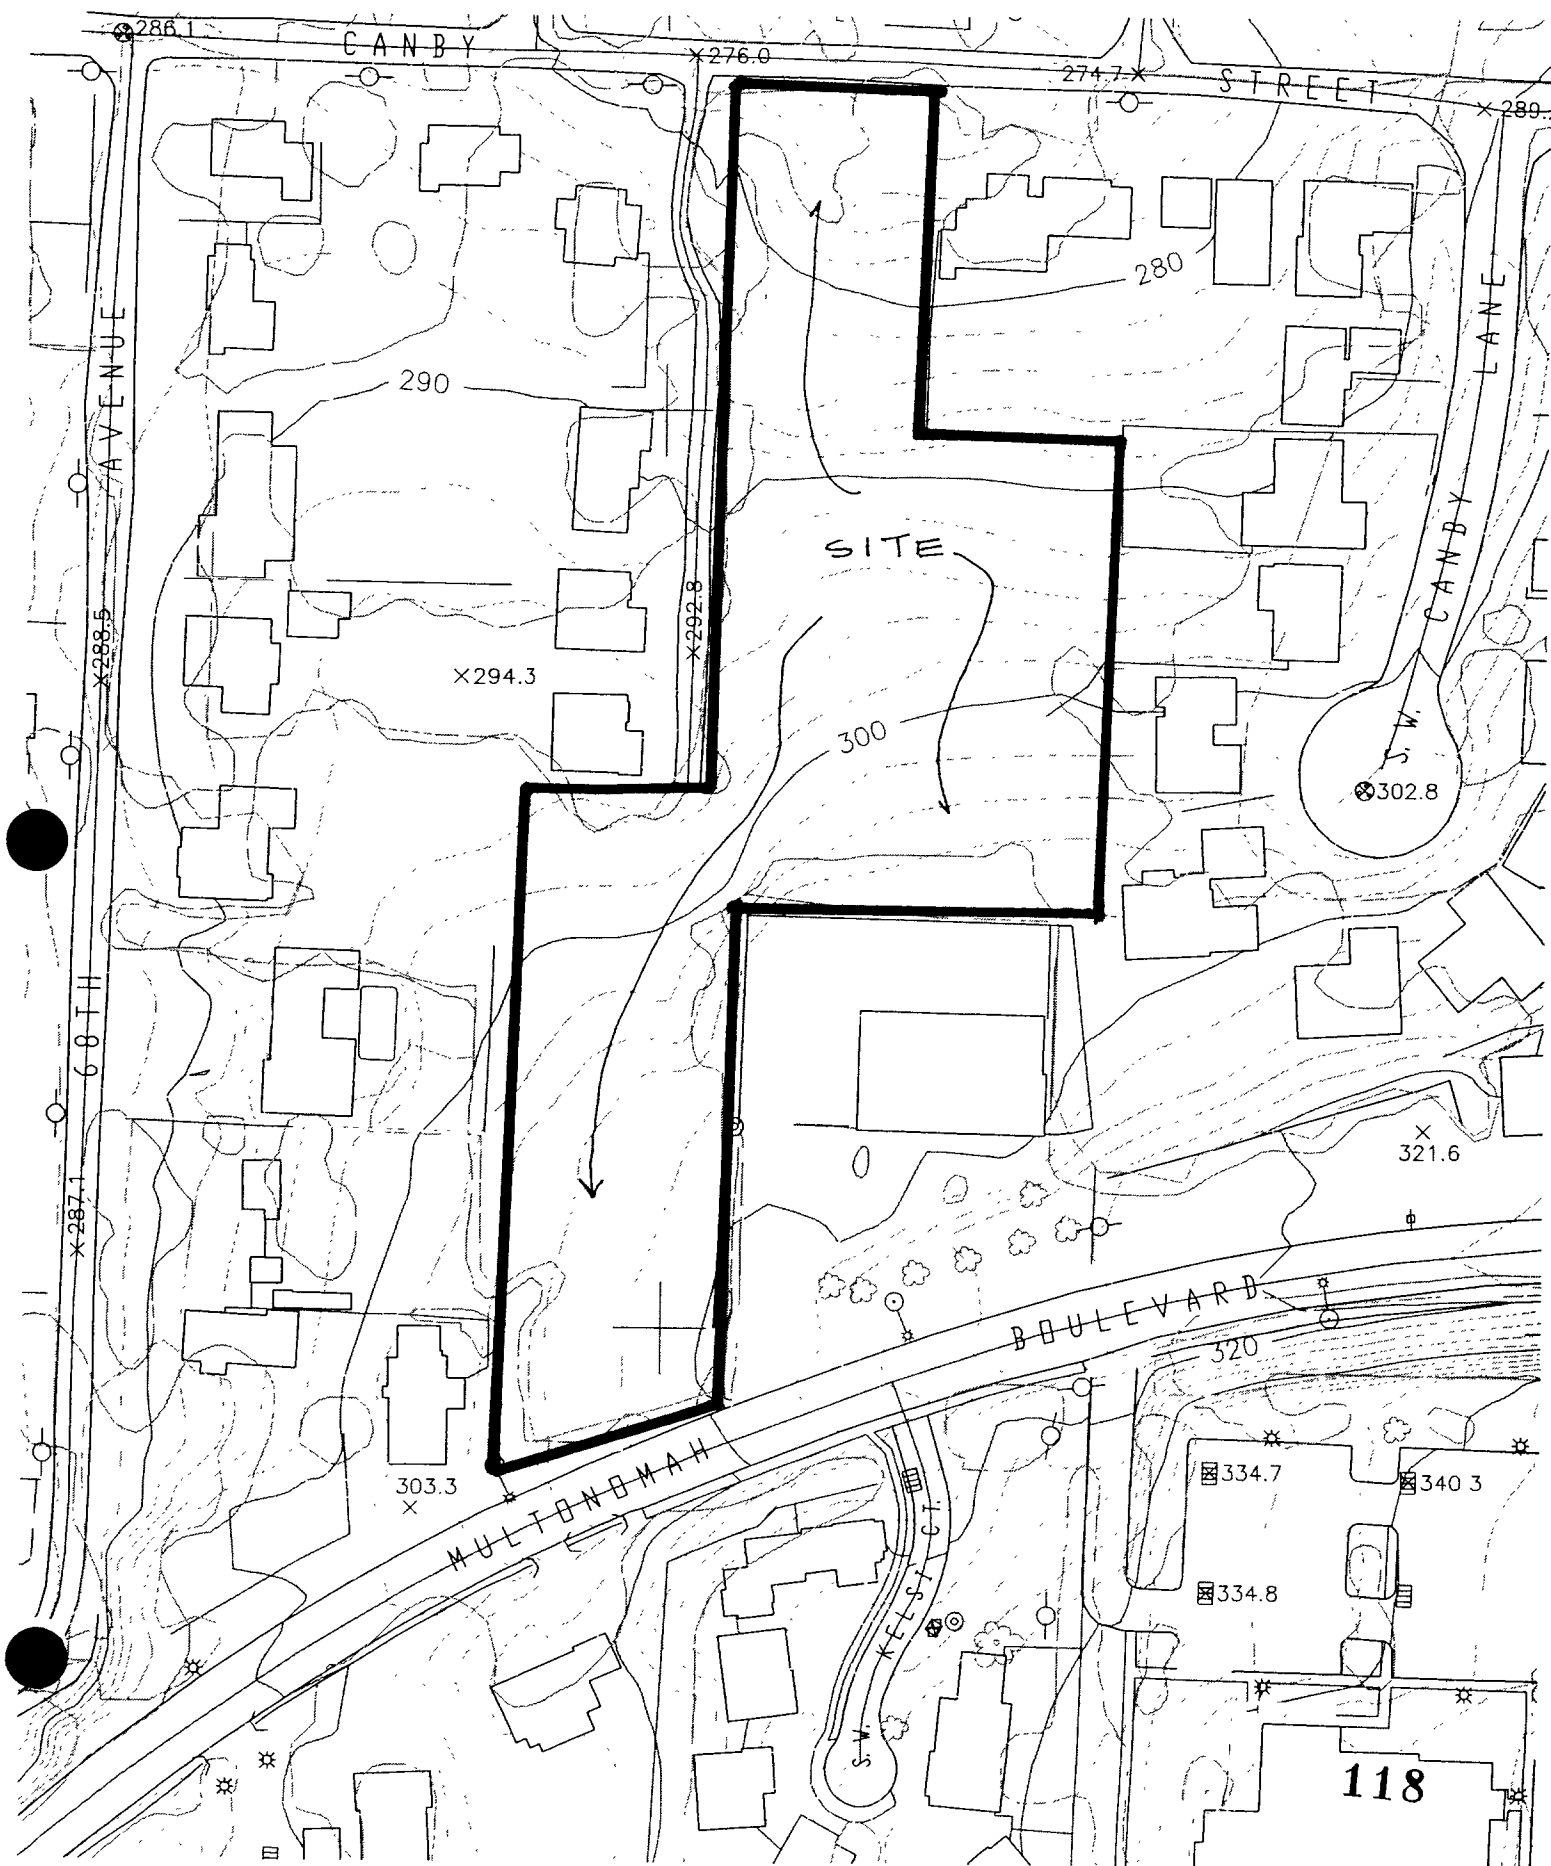 286.1
CANBY STREET
276.0
274.7
289.
280
AVENUE
LANE
290
SITE
CANBY
288.5
292.8
294.3
300
S.W.
302.8
68TH
287.1
321.6
BOULEVARD
320
303.3
MULTONOMAH
334.7
340 3
KELSI CT.
334.8
S.W.
118